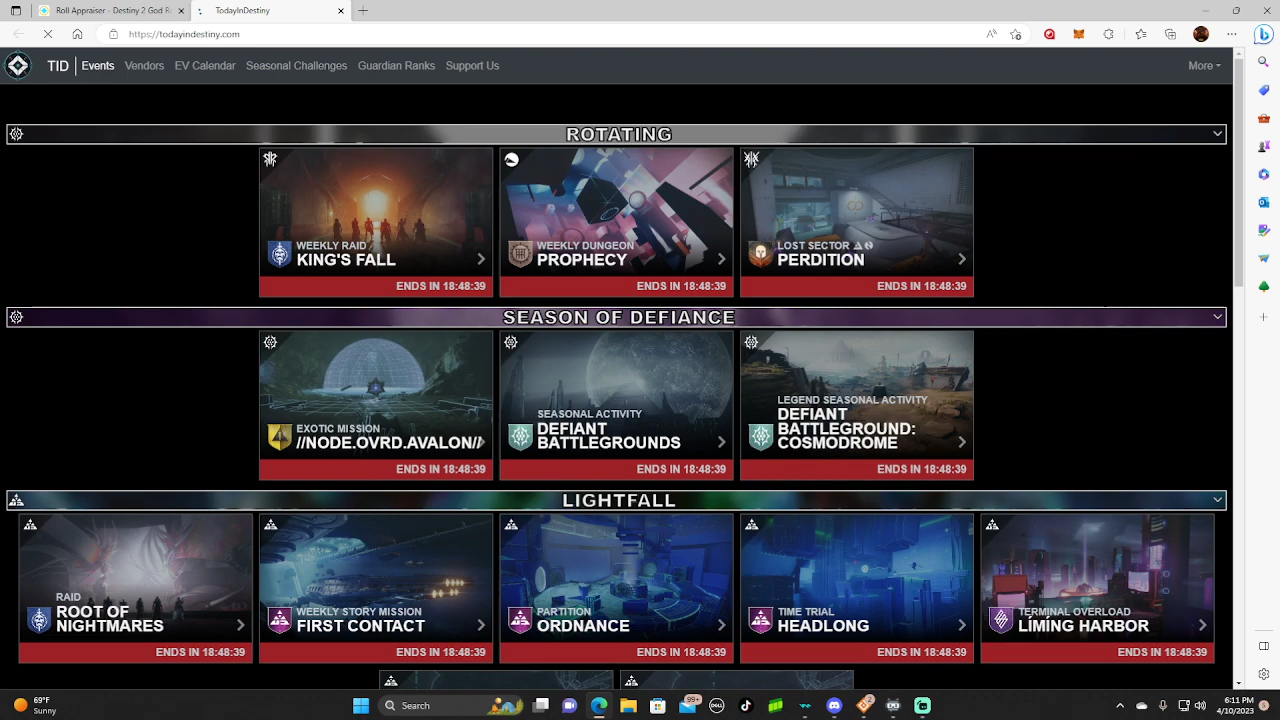 Roll Appraiser - Destiny 2 God R
TodayInDestiny
https://todayindestiny.com
TID
Events
Vendors
EV Calendar
Seasonal Challenges
Guardian Ranks
Support Us
More
ROTATING
WEEKLY RAID
KING'S FALL
ENDS IN 18:48:39
WEEKLY DUNGEON
PROPHECY
ENDS IN 18:48:39
LOST SECTOR
PERDITION
ENDS IN 18:48:39
SEASON OF DEFIANCE
EXOTIC MISSION
//NODE.OVRD.AVALON//
ENDS IN 18:48:39
SEASONAL ACTIVITY
DEFIANT
BATTLEGROUNDS
ENDS IN 18:48:39
LEGEND SEASONAL ACTIVITY
DEFIANT
BATTLEGROUND:
COSMODROME
ENDS IN 18:48:39
LIGHTFALL
RAID
ROOT OF
NIGHTMARES
ENDS IN 18:48:39
WEEKLY STORY MISSION
FIRST CONTACT
ENDS IN 18:48:39
PARTITION
ORDNANCE
ENDS IN 18:48:39
TIME TRIAL
HEADLONG
ENDS IN 18:48:39
TERMINAL OVERLOAD
LĪMING HARBOR
ENDS IN 18:48:39
69°F
Sunny
Search
99+
DELL
2
6:11 PM
4/10/2023